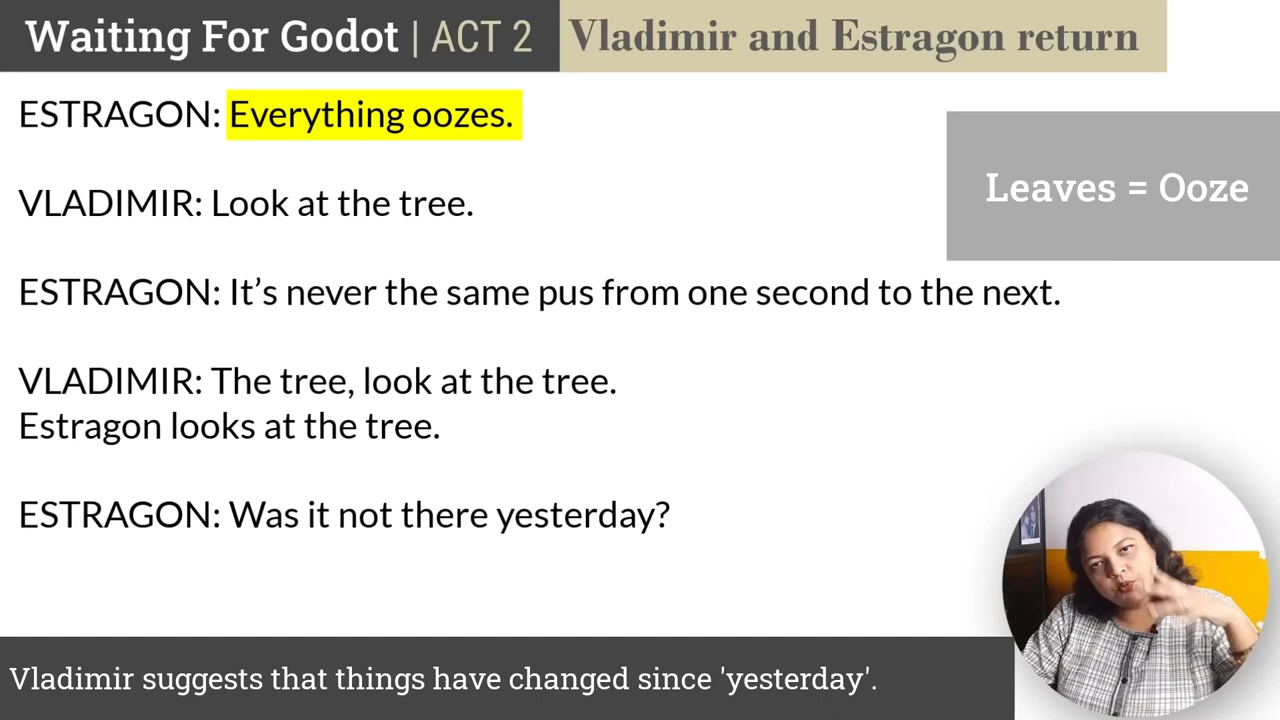 Waiting For Godot | ACT 2 Vladimir and Estragon return
ESTRAGON: Everything oozes.
Leaves = Ooze
VLADIMIR: Look at the tree.
ESTRAGON: It’s never the same pus from one second to the next.
VLADIMIR: The tree, look at the tree.
Estragon looks at the tree.
ESTRAGON: Was it not there yesterday?
Vladimir suggests that things have changed since 'yesterday'.